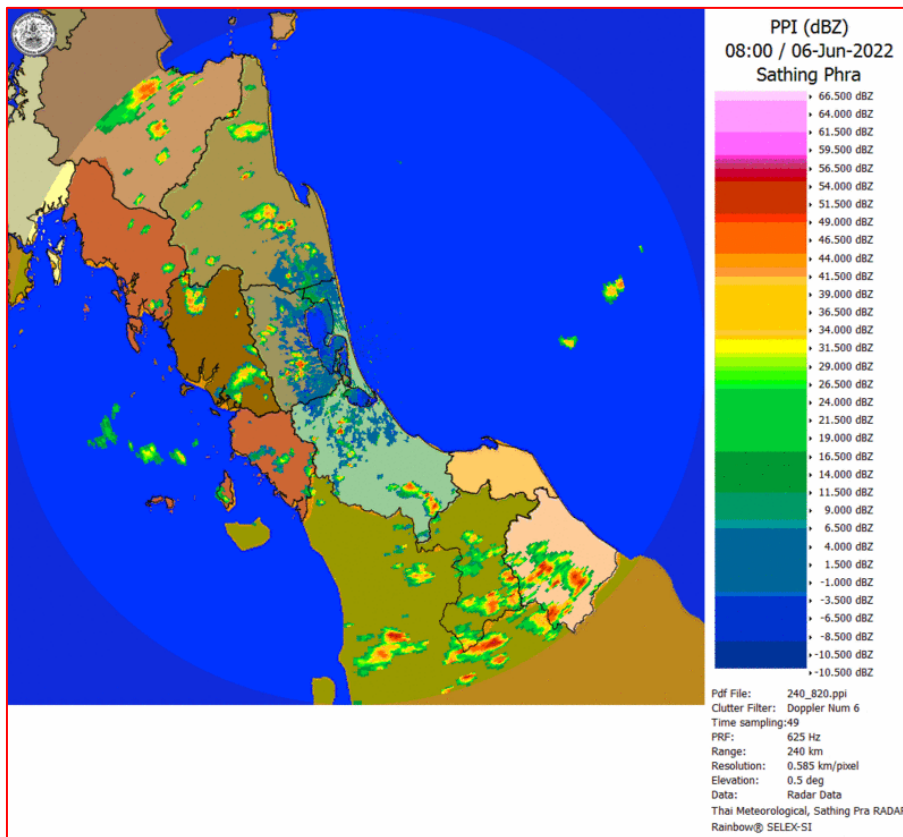 PPI (dBZ)
08:00 / 06-Jun-2022
Sathing Phra
66.500 dBZ
64.000 dBZ
61.500 dBZ
59.500 dBZ
56.500 dBZ
54.000 dBZ
51.500 dBZ
49.000 dBZ
46.500 dBZ
44.000 dBZ
41.500 dBZ
39.000 dBZ
36.500 dBZ
34.000 dBZ
31.500 dBZ
29.000 dBZ
26.500 dBZ
24.000 dBZ
21.500 dBZ
19.000 dBZ
16.500 dBZ
14.000 dBZ
11.500 dBZ
9.000 dBZ
6.500 dBZ
4.000 dBZ
1.500 dBZ
-1.000 dBZ
-3.500 dBZ
-6.500 dBZ
-8.500 dBZ
-10.500 dBZ
-10.500 dBZ
Pdf File: 240_820.ppi
Clutter Filter: Doppler Num 6
Time sampling:49
PRF: 625 Hz
Range: 240 km
Resolution: 0.585 km/pixel
Elevation: 0.5 deg
Data: Radar Data
Thai Meteorological, Sathing Pra RADAR
Rainbow® SELEX-SI